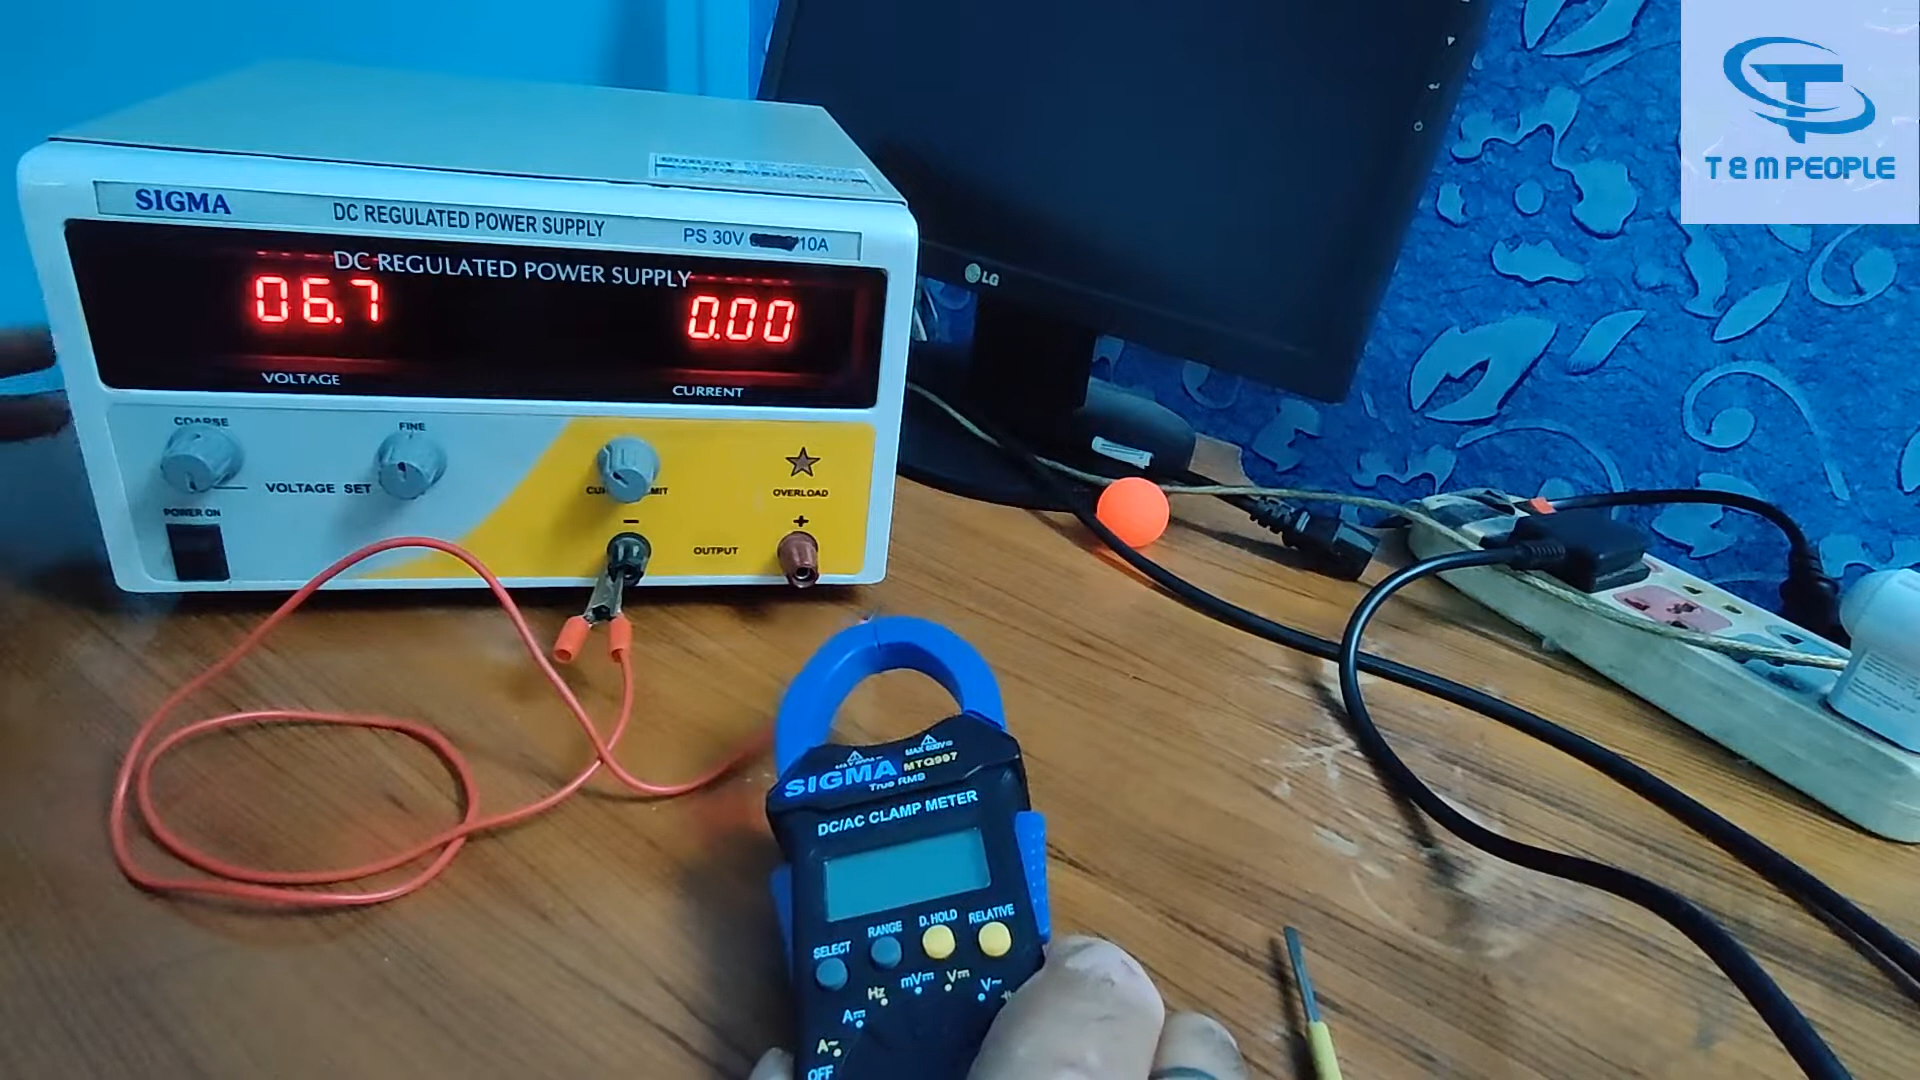 T & M PEOPLE
SIGMA
DC REGULATED POWER SUPPLY
PS 30V 10A
DC REGULATED POWER SUPPLY
06.7
0.00
VOLTAGE
CURRENT
LG
COARSE
FINE
VOLTAGE SET
OVERLOAD
POWER ON
-
+
OUTPUT
MAX 600V
SIGMA
MTQ997
True RMS
DC/AC CLAMP METER
SELECT
RANGE
D.HOLD
RELATIVE
Hz
mV
V
V~
A
A~
OFF